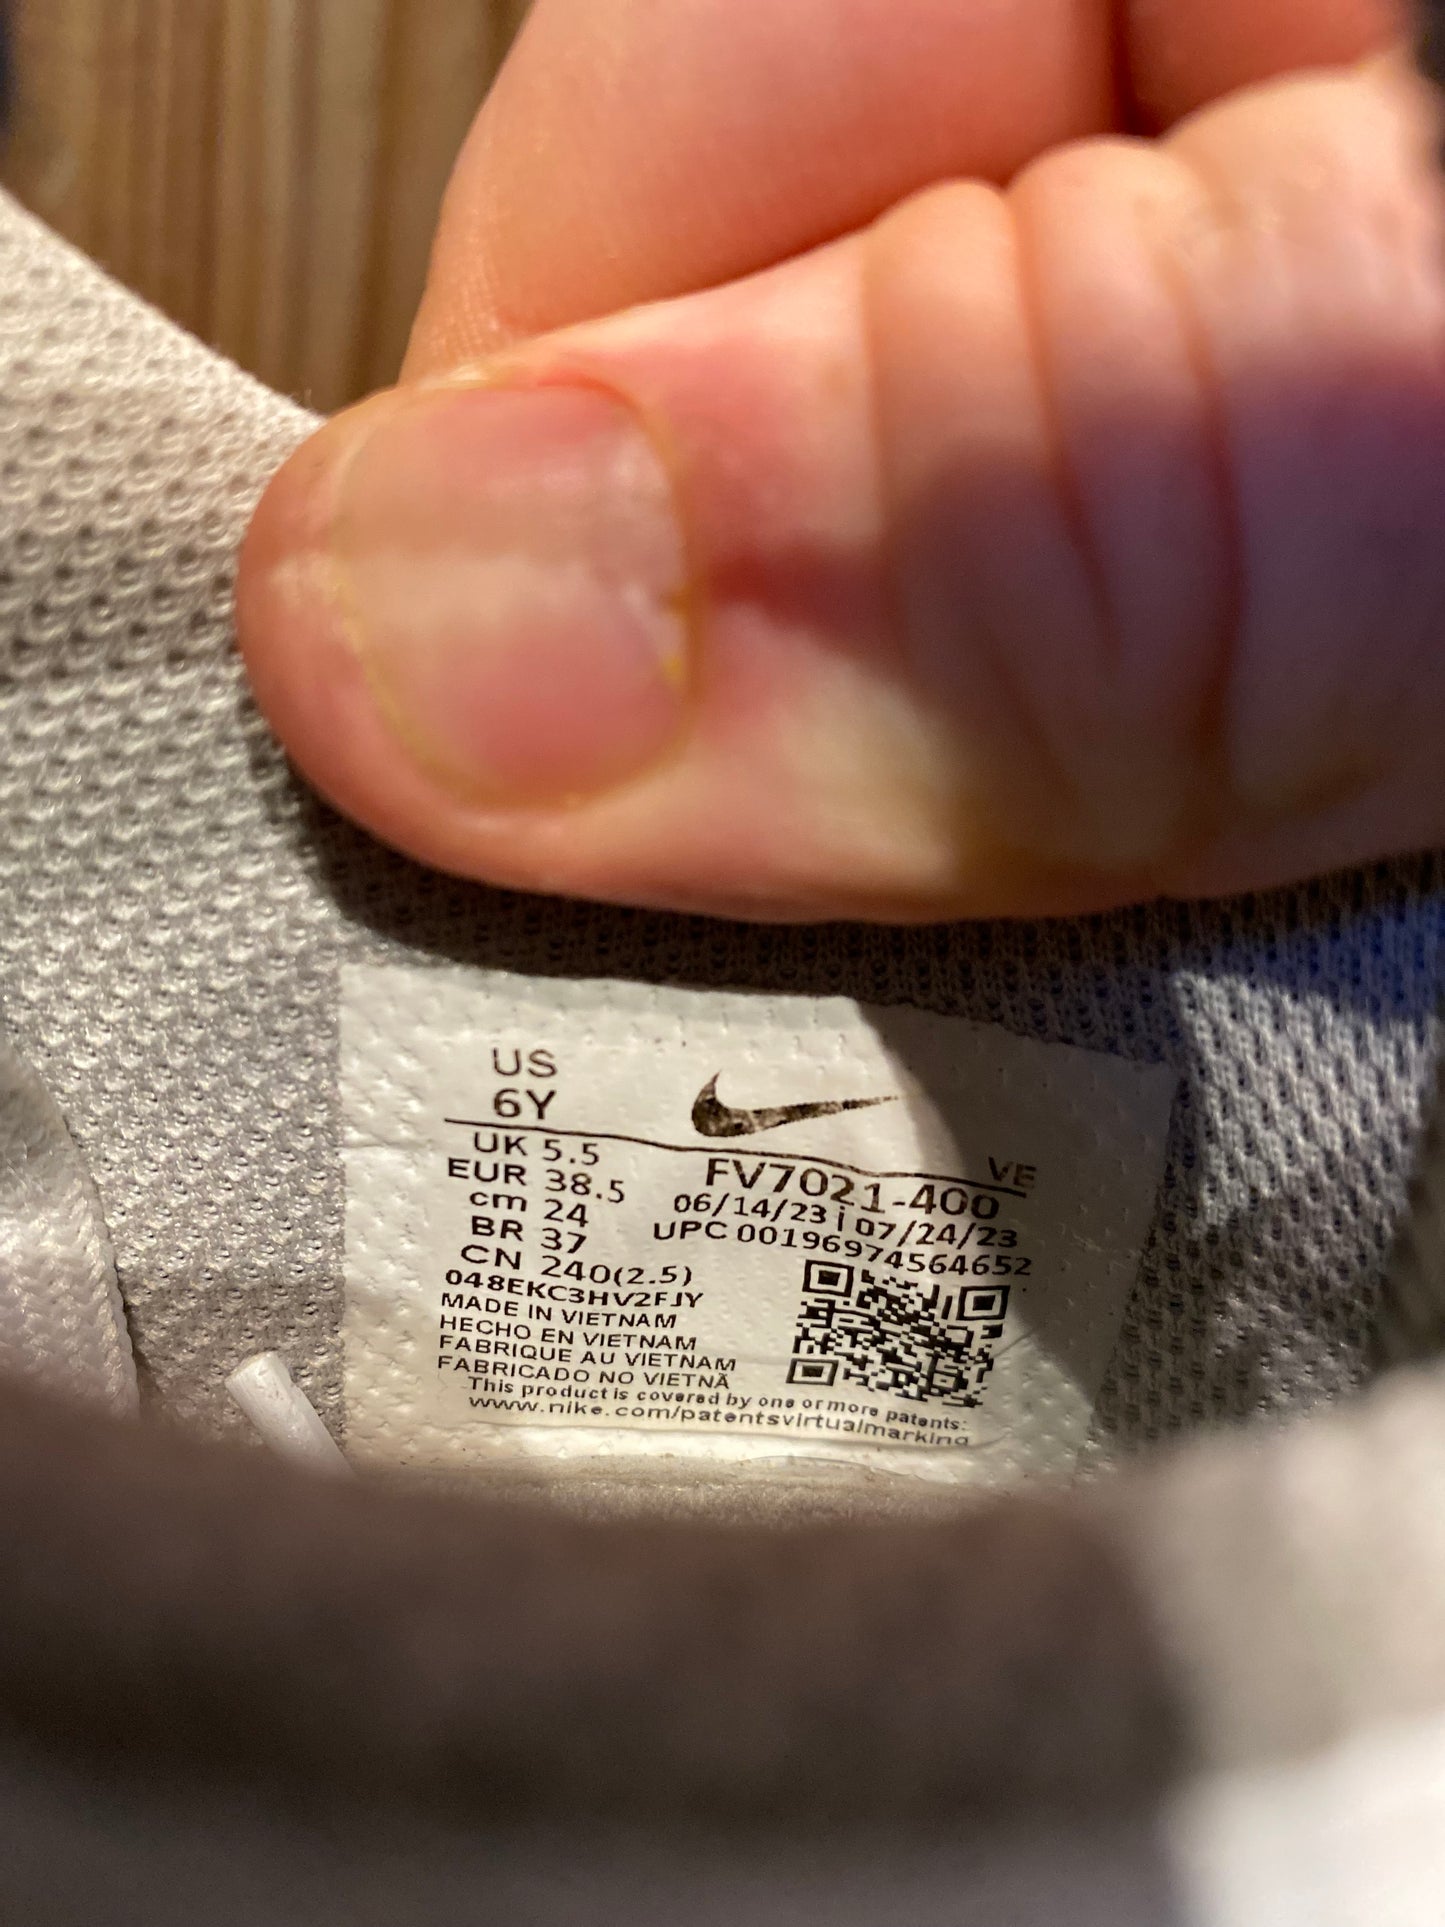 US
6Y
UK 5.5
EUR 38.5
cm 24
BR 37
CN 240(2.5)
VE
FV7021-400
06/14/23 | 07/24/23
UPC 00196974564652
048EKC3HV2FJY
MADE IN VIETNAM
HECHO EN VIETNAM
FABRIQUE AU VIETNAM
FABRICADO NO VIETNÃ
This product is covered by one or more patents:
www.nike.com/patentsvirtualmarking